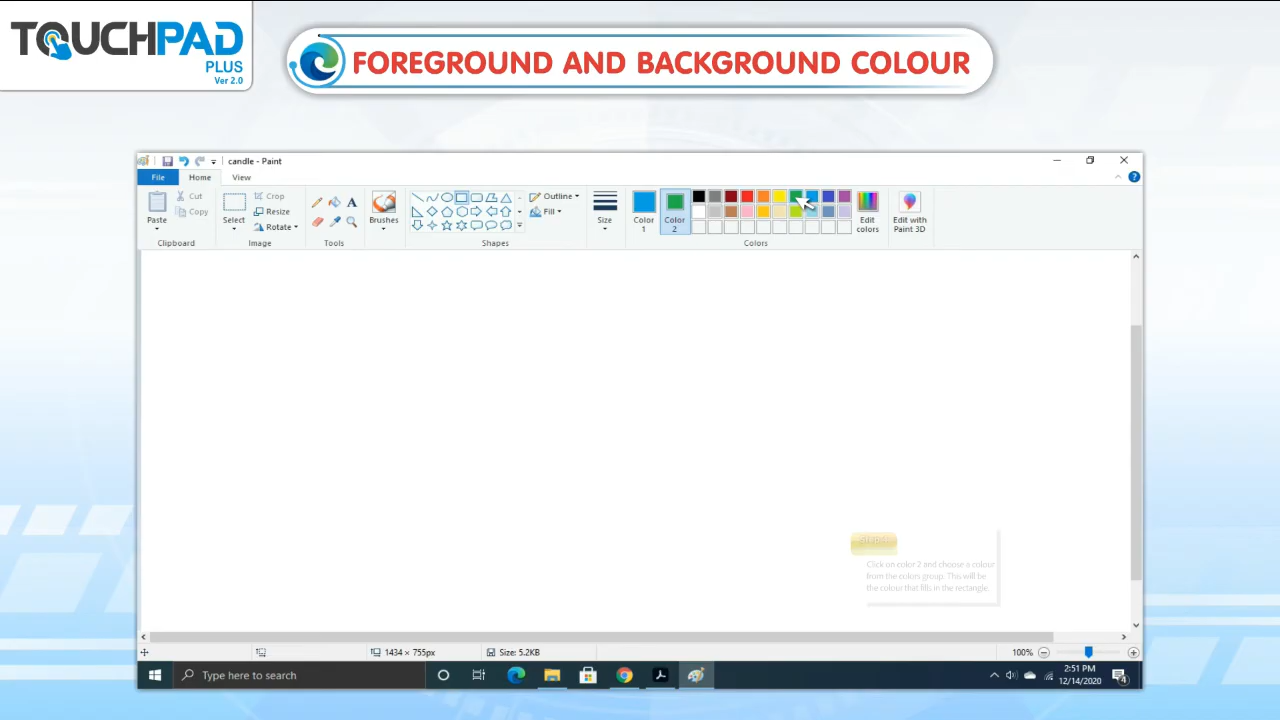 TOUCHPAD
PLUS
Ver 2.0
FOREGROUND AND BACKGROUND COLOUR
candle - Paint
File Home View
Paste
Cut
Copy
Clipboard
Select
Crop
Resize
Rotate
Image
A
Tools
Brushes
Outline
Fill
Shapes
Size
Color 1
Color 2
Edit colors
Colors
Edit with Paint 3D
Click on color 2 and choose a colour
from the colors group. This will be
the colour that fills in the rectangle.
1434 × 755px
Size: 5.2KB
100%
Type here to search
2:51 PM
12/14/2020
4